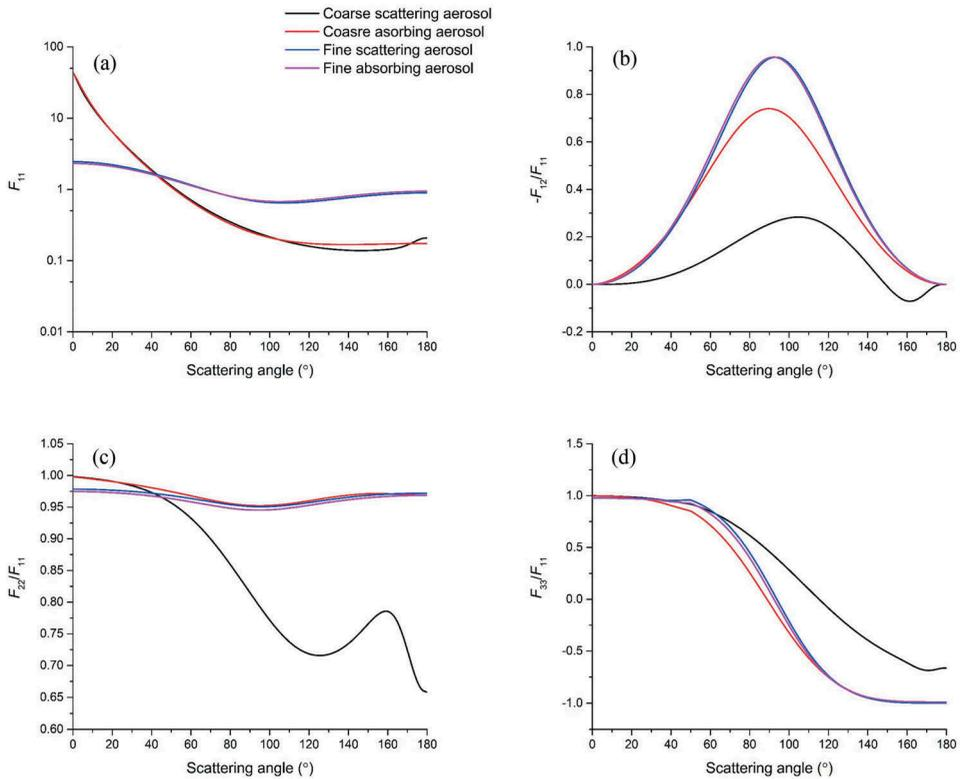 Coarse scattering aerosol
Coasre asorbing aerosol
Fine scattering aerosol
Fine absorbing aerosol
(a)
100
10
1
0.1
0.01
F11
0 20 40 60 80 100 120 140 160 180
Scattering angle (°)
(b)
1.0
0.8
0.6
0.4
0.2
0.0
-0.2
-F12/F11
0 20 40 60 80 100 120 140 160 180
Scattering angle (°)
(c)
1.05
1.00
0.95
0.90
0.85
0.80
0.75
0.70
0.65
0.60
F22/F11
0 20 40 60 80 100 120 140 160 180
Scattering angle (°)
(d)
1.5
1.0
0.5
0.0
-0.5
-1.0
F33/F11
0 20 40 60 80 100 120 140 160 180
Scattering angle (°)